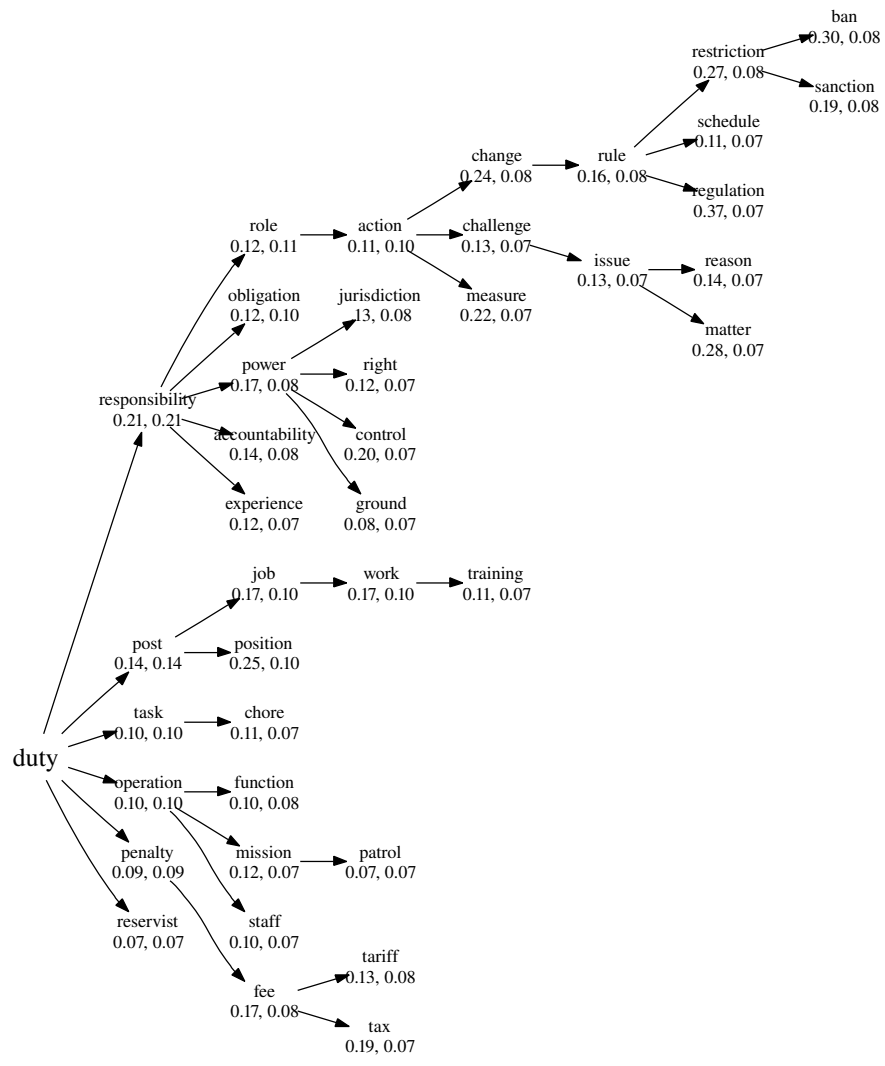 ban
0.30, 0.08
restriction
0.27, 0.08
sanction
0.19, 0.08
schedule
0.11, 0.07
change
0.24, 0.08
rule
0.16, 0.08
regulation
0.37, 0.07
role
0.12, 0.11
action
0.11, 0.10
challenge
0.13, 0.07
issue
0.13, 0.07
reason
0.14, 0.07
obligation
0.12, 0.10
jurisdiction
13, 0.08
measure
0.22, 0.07
matter
0.28, 0.07
power
0.17, 0.08
right
0.12, 0.07
responsibility
0.21, 0.21
accountability
0.14, 0.08
control
0.20, 0.07
experience
0.12, 0.07
ground
0.08, 0.07
job
0.17, 0.10
work
0.17, 0.10
training
0.11, 0.07
post
0.14, 0.14
position
0.25, 0.10
task
0.10, 0.10
chore
0.11, 0.07
duty
operation
0.10, 0.10
function
0.10, 0.08
penalty
0.09, 0.09
mission
0.12, 0.07
patrol
0.07, 0.07
reservist
0.07, 0.07
staff
0.10, 0.07
tariff
0.13, 0.08
fee
0.17, 0.08
tax
0.19, 0.07